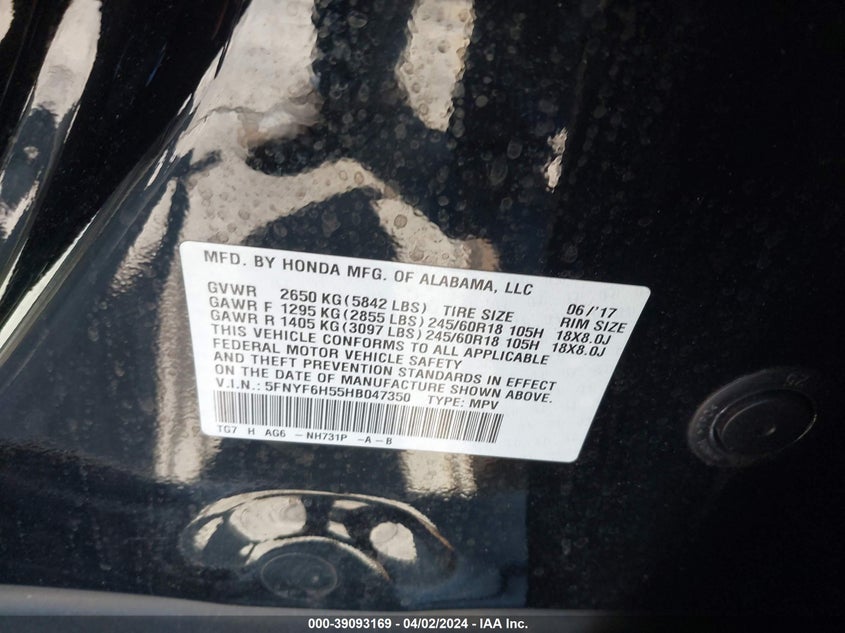 MFD. BY HONDA MFG. OF ALABAMA, LLC
GVWR 2650 KG (5842 LBS) TIRE SIZE 06/'17 RIM SIZE
GAWR F 1295 KG (2855 LBS) 245/60R18 105H 18X8.0J
GAWR R 1405 KG (3097 LBS) 245/60R18 105H 18X8.0J
THIS VEHICLE CONFORMS TO ALL APPLICABLE
FEDERAL MOTOR VEHICLE SAFETY
AND THEFT PREVENTION STANDARDS IN EFFECT
ON THE DATE OF MANUFACTURE SHOWN ABOVE.
V.I.N.: 5FNYF6H55HB047350 TYPE: MPV
TG7 H AG6 - NH731P -A-B
000-39093169 - 04/02/2024 - IAA Inc.